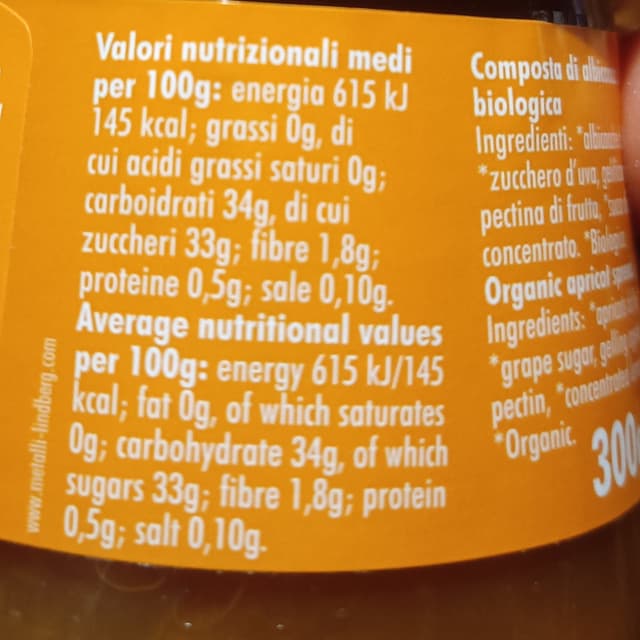 Valori nutrizionali medi
per 100g: energia 615 kJ
145 kcal; grassi 0g, di
cui acidi grassi saturi 0g;
carboidrati 34g, di cui
zuccheri 33g; fibre 1,8g;
proteine 0,5g; sale 0,10g.
Average nutritional values
per 100g: energy 615 kJ/145
kcal; fat 0g, of which saturates
0g; carbohydrate 34g, of which
sugars 33g; fibre 1,8g; protein
0,5g; salt 0,10g.
www.metalli-lindberg.com
Composta di
biologica
Ingredienti:
*zucchero d'uva,
pectina di frutta,
concentrato.
Organic apricot
Ingredients:
*grape sugar, gelling
pectin, *concentrated
*Organic.
300